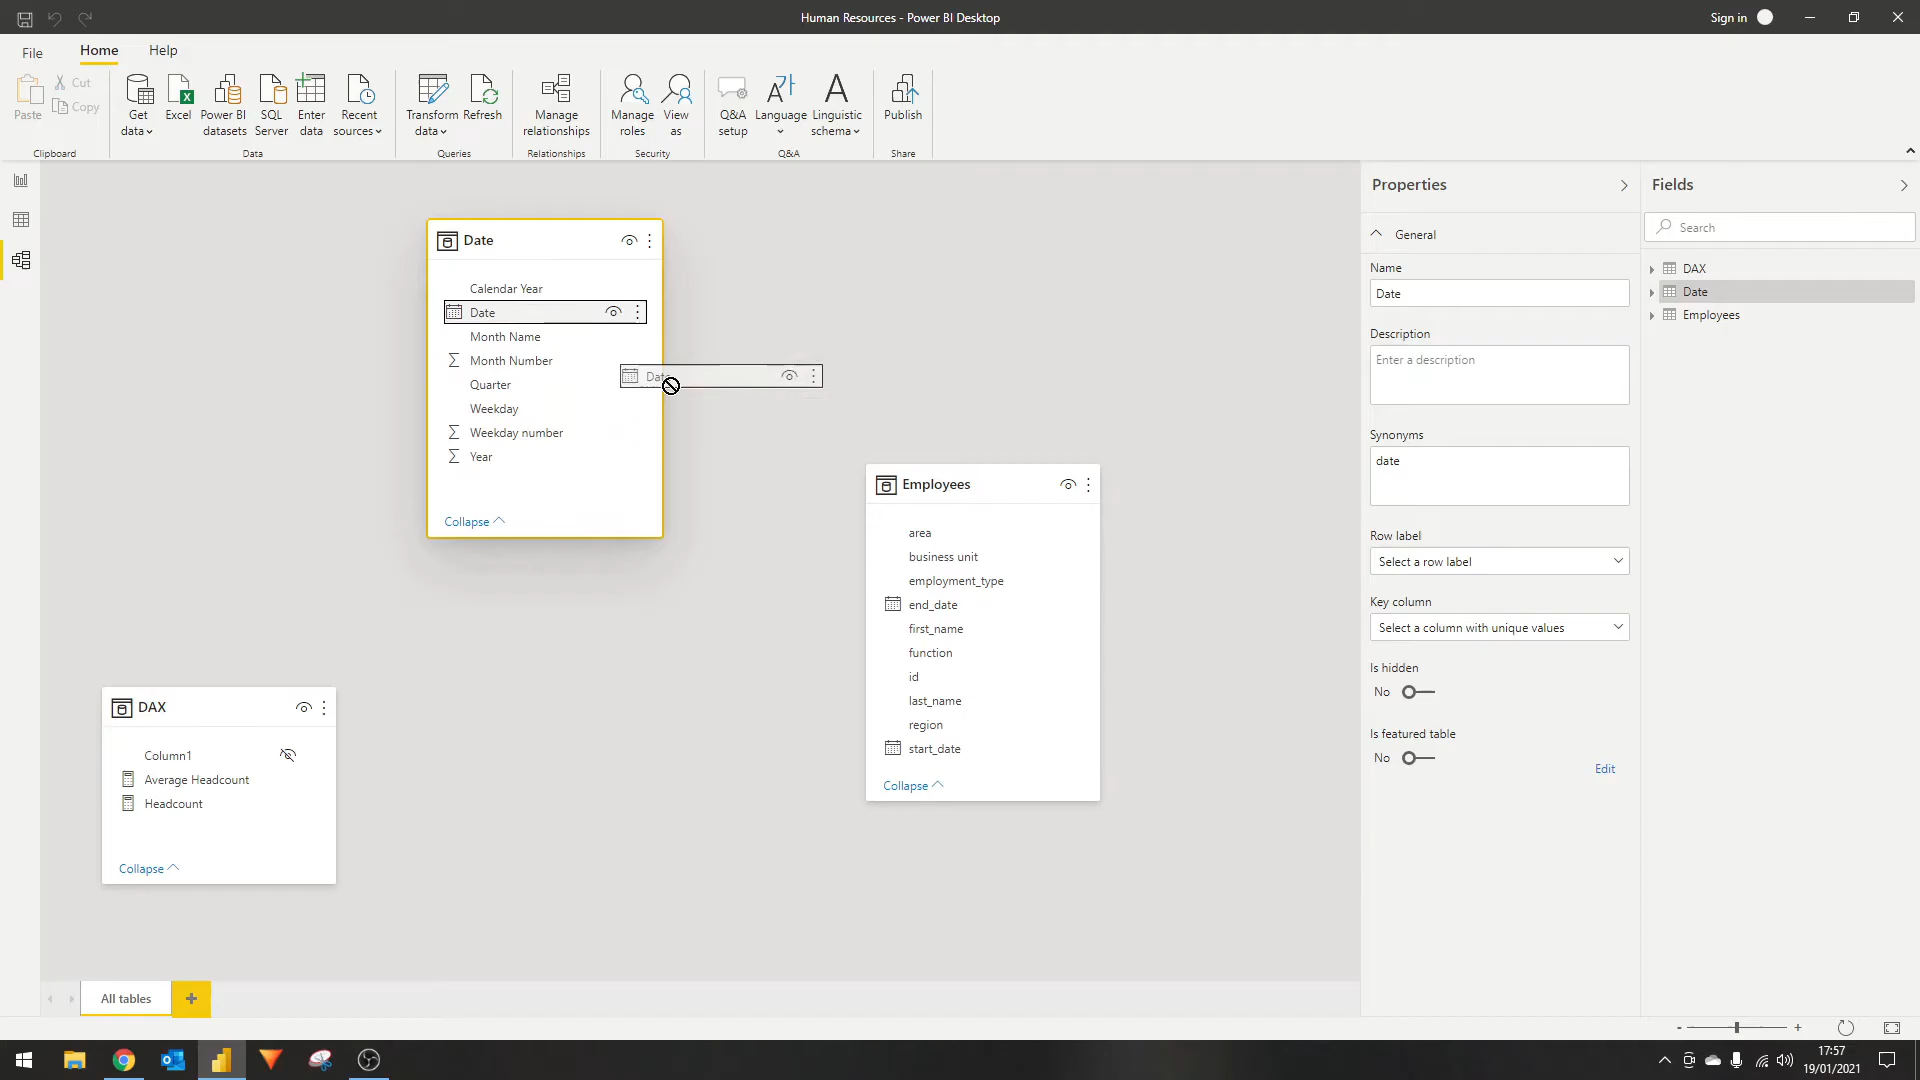 Human Resources - Power BI Desktop
Sign in
File
Home
Help
Paste
Cut
Copy
Clipboard
Get data
Excel
Power BI datasets
SQL Server
Enter data
Recent sources
Data
Transform data
Refresh
Queries
Manage relationships
Relationships
Manage roles
View as
Security
Q&A setup
Language
Linguistic schema
Q&A
Publish
Share
Date
Calendar Year
Date
Month Name
Month Number
Quarter
Weekday
Weekday number
Year
Collapse
Date
Employees
area
business unit
employment_type
end_date
first_name
function
id
last_name
region
start_date
Collapse
DAX
Column1
Average Headcount
Headcount
Collapse
Properties
General
Name
Date
Description
Enter a description
Synonyms
date
Row label
Select a row label
Key column
Select a column with unique values
Is hidden
No
Is featured table
No
Edit
Fields
Search
DAX
Date
Employees
All tables
17:57
19/01/2021